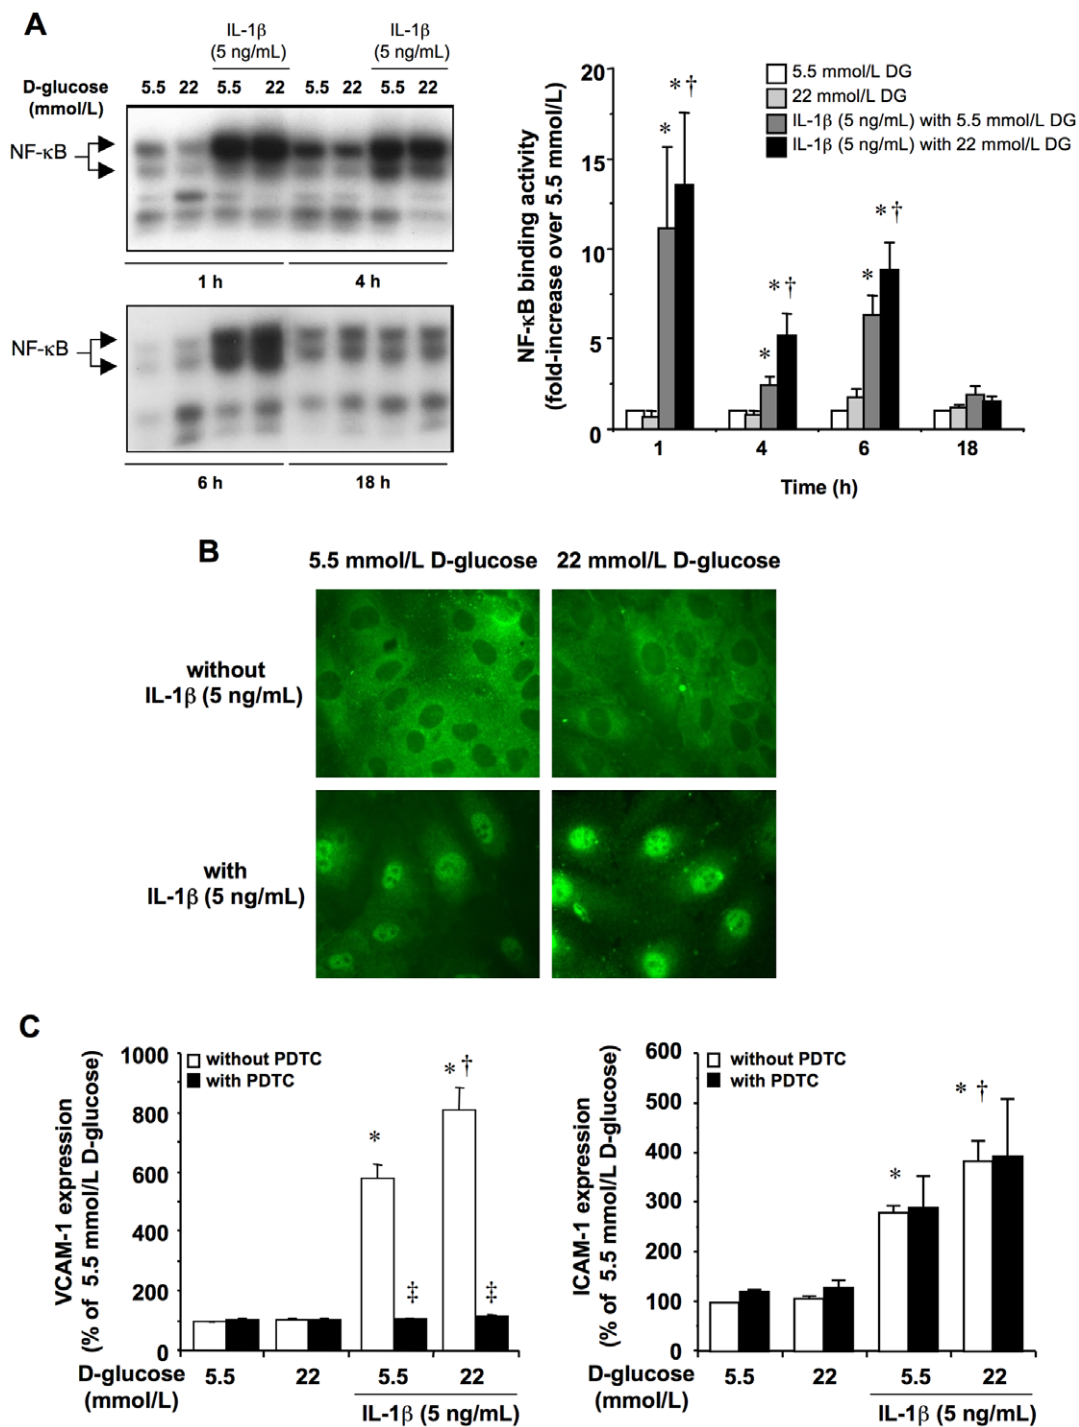 A
IL-1β
(5 ng/mL)
IL-1β
(5 ng/mL)
D-glucose
(mmol/L)
5.5 22 5.5 22 5.5 22 5.5 22
NF-κB
1 h
4 h
NF-κB
6 h
18 h
NF-κB binding activity
(fold-increase over 5.5 mmol/L)
20
15
10
5
0
5.5 mmol/L DG
22 mmol/L DG
IL-1β (5 ng/mL) with 5.5 mmol/L DG
IL-1β (5 ng/mL) with 22 mmol/L DG
* *†
* *†
* *†
1 4 6 18
Time (h)
B
5.5 mmol/L D-glucose 22 mmol/L D-glucose
without
IL-1β (5 ng/mL)
with
IL-1β (5 ng/mL)
C
VCAM-1 expression
(% of 5.5 mmol/L D-glucose)
1000
800
600
400
200
0
without PDTC
with PDTC
* ‡ *† ‡
D-glucose
(mmol/L)
5.5 22 5.5 22
IL-1β (5 ng/mL)
ICAM-1 expression
(% of 5.5 mmol/L D-glucose)
600
500
400
300
200
100
0
without PDTC
with PDTC
* * †
D-glucose
(mmol/L)
5.5 22 5.5 22
IL-1β (5 ng/mL)